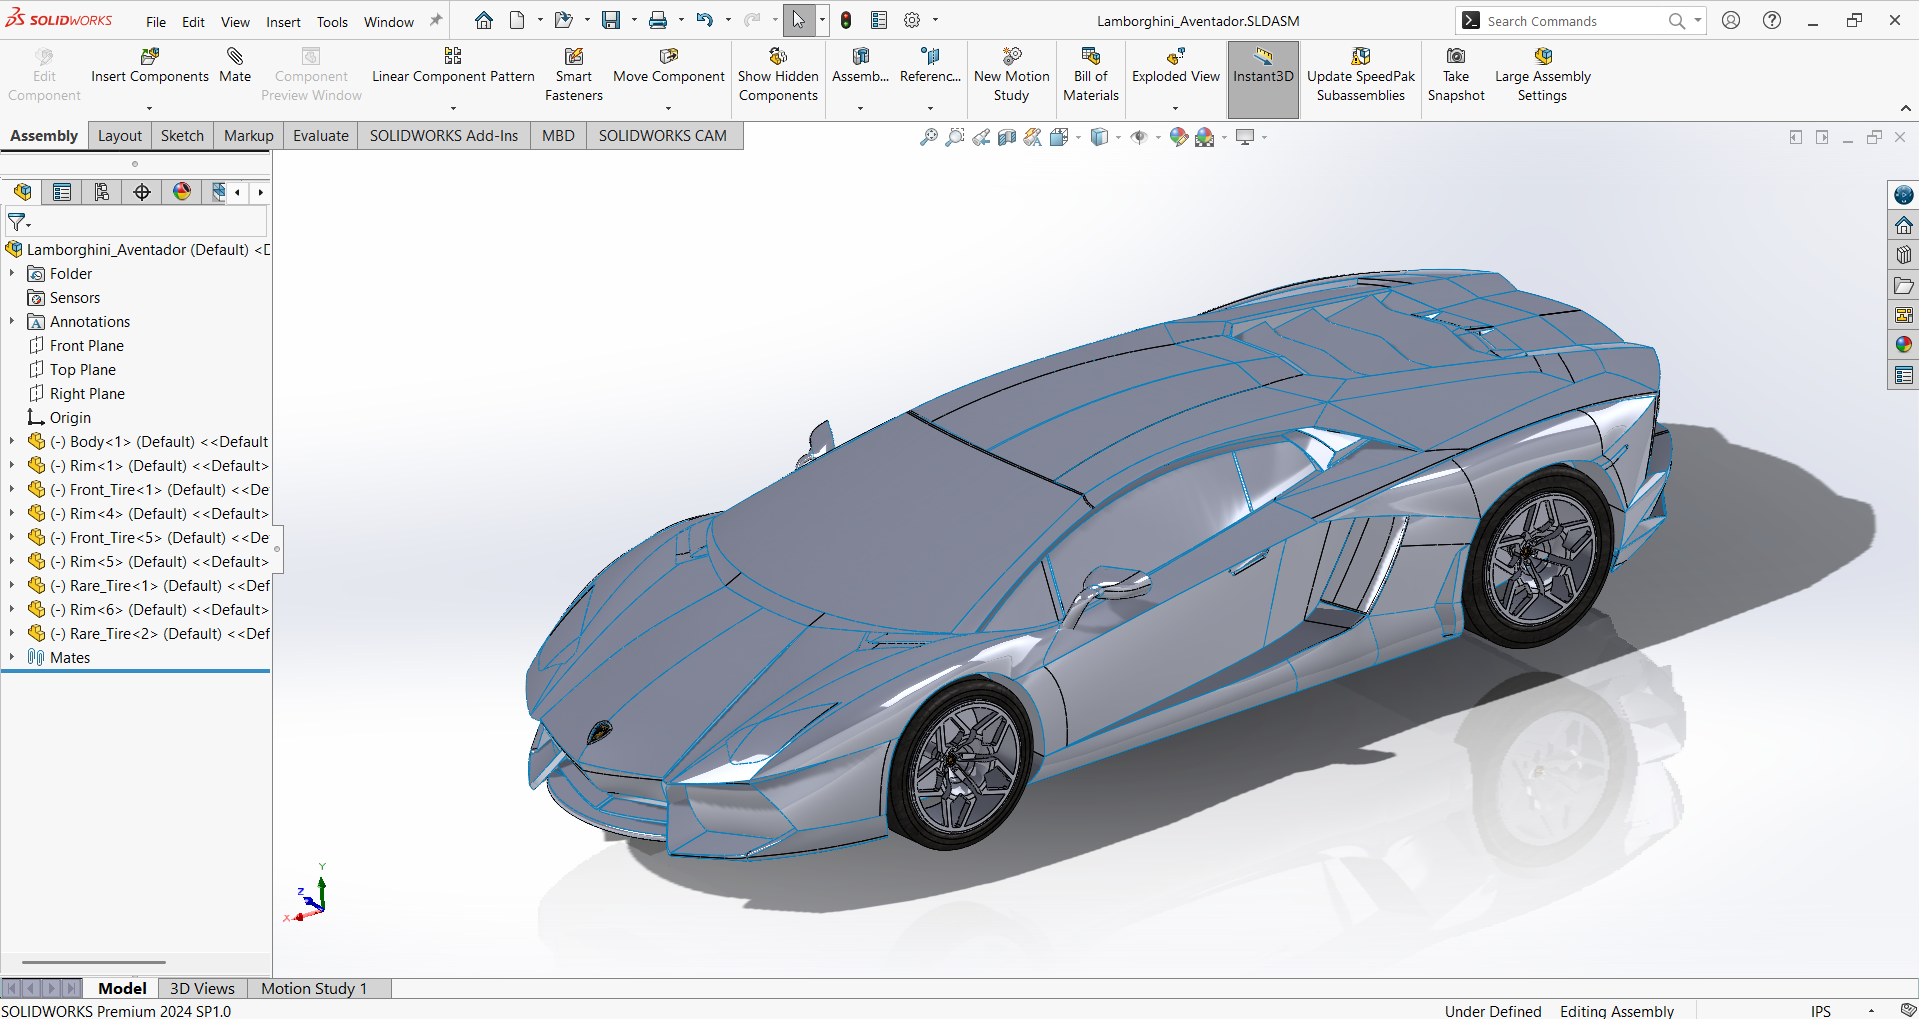 SOLIDWORKS File Edit View Insert Tools Window Lamborghini_Aventador.SLDASM Search Commands
Edit Component
Insert Components
Mate
Component Preview Window
Linear Component Pattern
Smart Fasteners
Move Component
Show Hidden Components
Assemb...
Referenc...
New Motion Study
Bill of Materials
Exploded View
Instant3D
Update SpeedPak Subassemblies
Take Snapshot
Large Assembly Settings
Assembly Layout Sketch Markup Evaluate SOLIDWORKS Add-Ins MBD SOLIDWORKS CAM
Lamborghini_Aventador (Default) <D
Folder
Sensors
Annotations
Front Plane
Top Plane
Right Plane
Origin
(-) Body<1> (Default) <<Default
(-) Rim<1> (Default) <<Default>
(-) Front_Tire<1> (Default) <<De
(-) Rim<4> (Default) <<Default>
(-) Front_Tire<5> (Default) <<De
(-) Rim<5> (Default) <<Default>
(-) Rare_Tire<1> (Default) <<Def
(-) Rim<6> (Default) <<Default>
(-) Rare_Tire<2> (Default) <<Def
Mates
Y
Z
X
Model 3D Views Motion Study 1
SOLIDWORKS Premium 2024 SP1.0 Under Defined Editing Assembly IPS